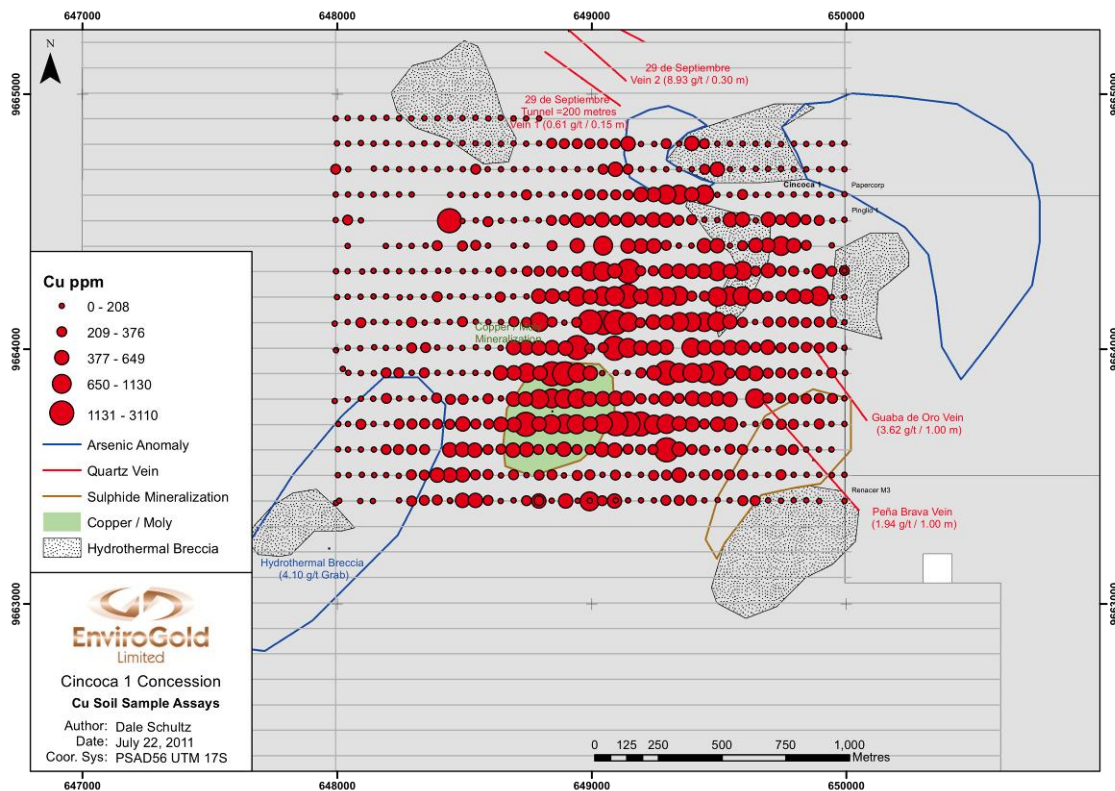 647000
648000
649000
650000
N
9665000
9665000
29 de Septiembre
Vein 2 (8.93 g/t / 0.30 m)
29 de Septiembre
Tunnel =200 metres
Vein 1 (0.61 g/t / 0.15 m)
Cincoca 1
Papercorp
Pinglio 1
Copper / Moly
Mineralization
9664000
9664000
Guaba de Oro Vein
(3.62 g/t / 1.00 m)
Renacer M3
Peña Brava Vein
(1.94 g/t / 1.00 m)
Hydrothermal Breccia
(4.10 g/t Grab)
9663000
9663000
Cu ppm
0 - 208
209 - 376
377 - 649
650 - 1130
1131 - 3110
Arsenic Anomaly
Quartz Vein
Sulphide Mineralization
Copper / Moly
Hydrothermal Breccia
EnviroGold
Limited
Cincoca 1 Concession
Cu Soil Sample Assays
Author: Dale Schultz
Date: July 22, 2011
Coor. Sys: PSAD56 UTM 17S
0 125 250 500 750 1,000
Metres
647000
648000
649000
650000